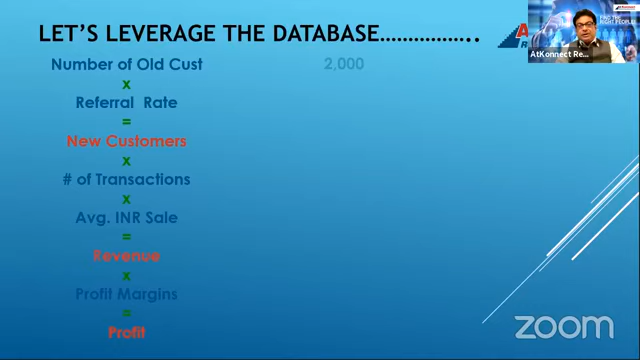 LET'S LEVERAGE THE DATABASE……………..
Number of Old Cust 2,000
x
Referral Rate
=
New Customers
x
# of Transactions
x
Avg. INR Sale
=
Revenue
x
Profit Margins
=
Profit
AtKonnect Re...
zoom